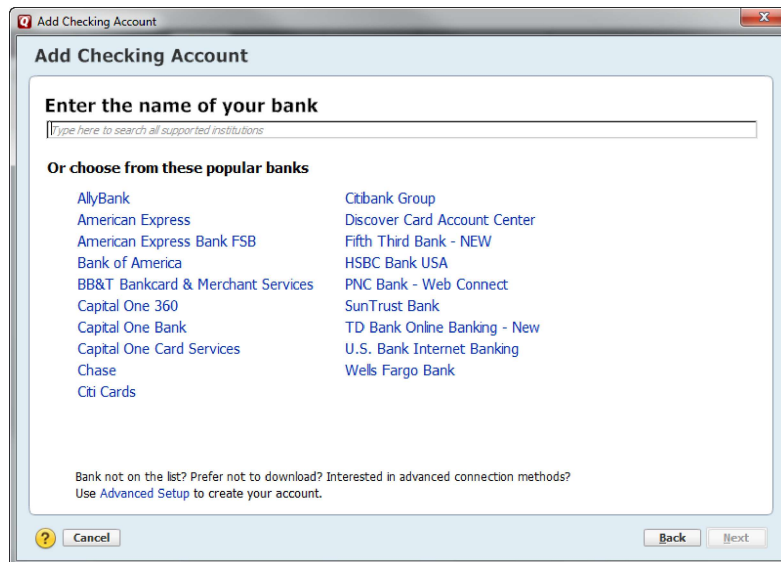 Add Checking Account
Add Checking Account
Enter the name of your bank
Type here to search all supported institutions
Or choose from these popular banks
AllyBank
American Express
American Express Bank FSB
Bank of America
BB&T Bankcard & Merchant Services
Capital One 360
Capital One Bank
Capital One Card Services
Chase
Citi Cards
Citibank Group
Discover Card Account Center
Fifth Third Bank - NEW
HSBC Bank USA
PNC Bank - Web Connect
SunTrust Bank
TD Bank Online Banking - New
U.S. Bank Internet Banking
Wells Fargo Bank
Bank not on the list? Prefer not to download? Interested in advanced connection methods?
Use Advanced Setup to create your account.
? Cancel Back Next